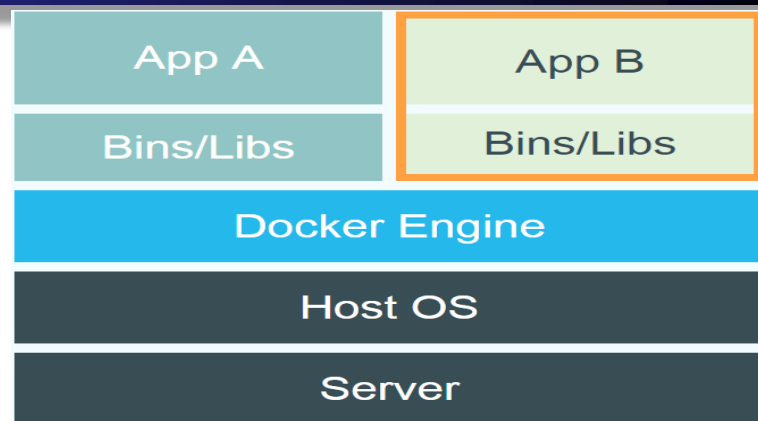 App A
App B
Bins/Libs
Bins/Libs
Docker Engine
Host OS
Server